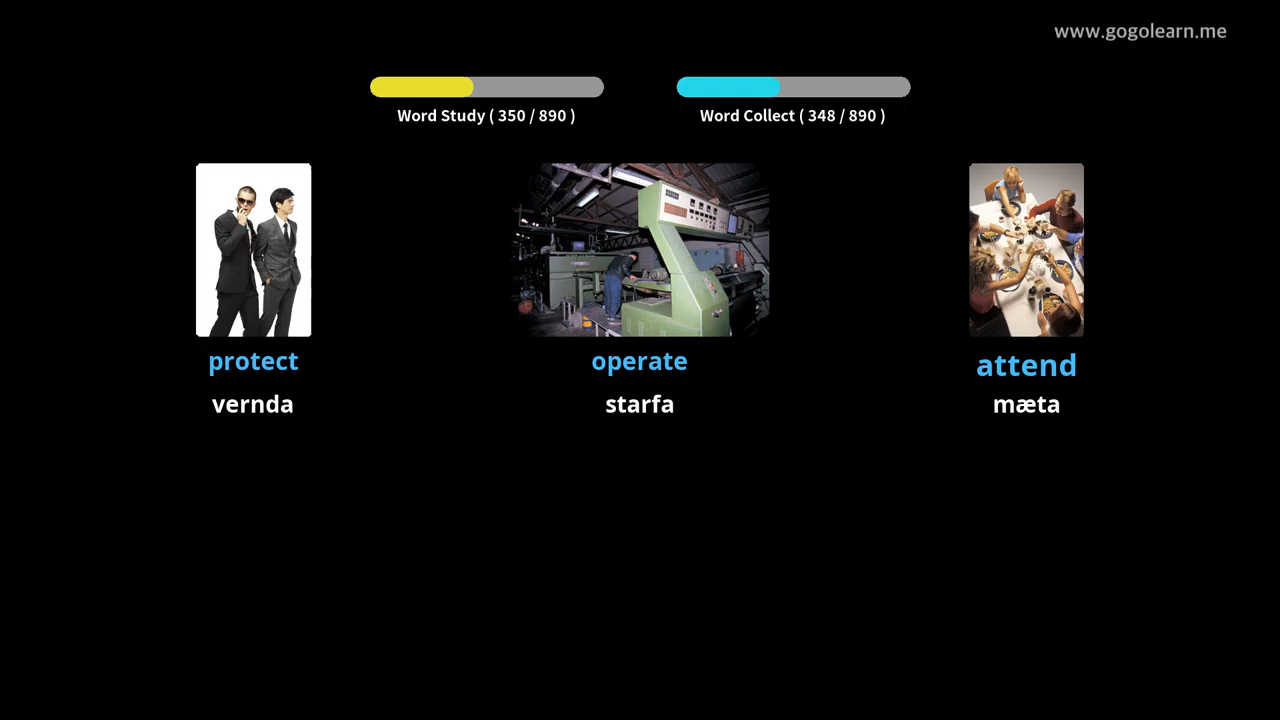 www.gogolearn.me
Word Study ( 350 / 890 )
Word Collect ( 348 / 890 )
protect
operate
attend
vernda
starfa
mæta